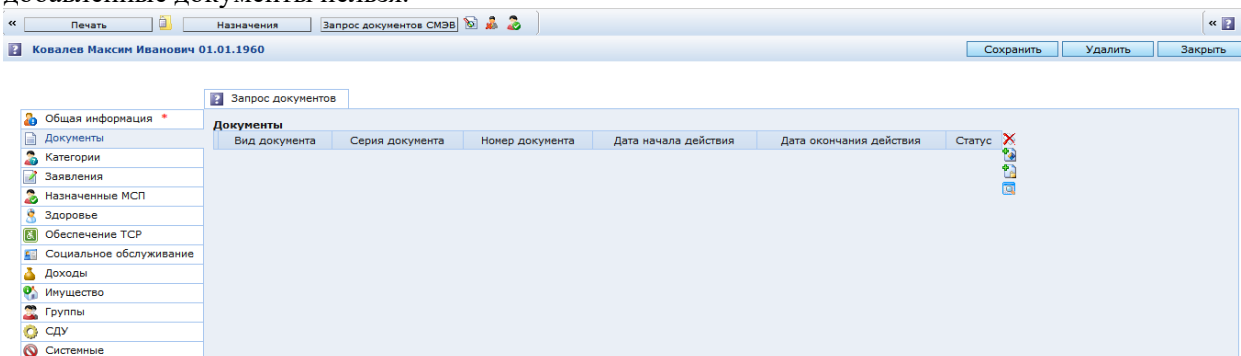 добавленные документы нельзя.
« Печать Назначения Запрос документов СМЭВ « ?
? Ковалев Максим Иванович 01.01.1960 Сохранить Удалить Закрыть
? Запрос документов
Общая информация *
Документы
Документы
Вид документа Серия документа Номер документа Дата начала действия Дата окончания действия Статус
Категории
Заявления
Назначенные МСП
Здоровье
Обеспечение ТСР
Социальное обслуживание
Доходы
Имущество
Группы
СДУ
Системные